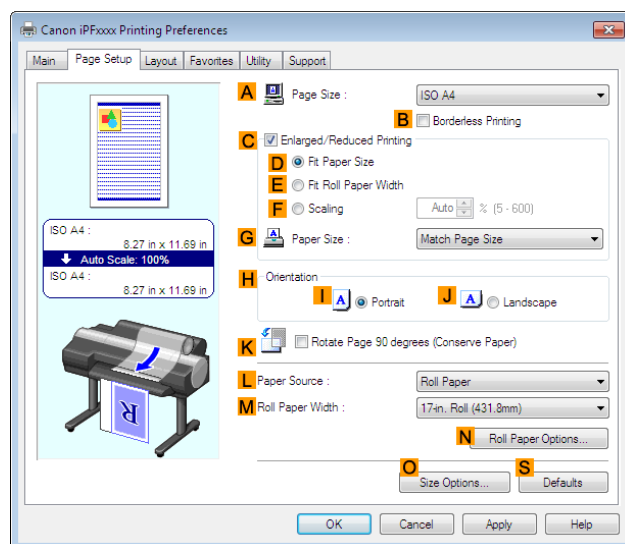 Canon iPFxxxx Printing Preferences
Main Page Setup Layout Favorites Utility Support
A Page Size : ISO A4
B Borderless Printing
C Enlarged/Reduced Printing
D Fit Paper Size
E Fit Roll Paper Width
F Scaling Auto % (5 - 600)
G Paper Size : Match Page Size
ISO A4 :
8.27 in x 11.69 in
Auto Scale: 100%
ISO A4 :
8.27 in x 11.69 in
H Orientation
I A Portrait J A Landscape
K Rotate Page 90 degrees (Conserve Paper)
L Paper Source : Roll Paper
M Roll Paper Width : 17-in. Roll (431.8mm)
N Roll Paper Options...
R
O Size Options... S Defaults
OK Cancel Apply Help